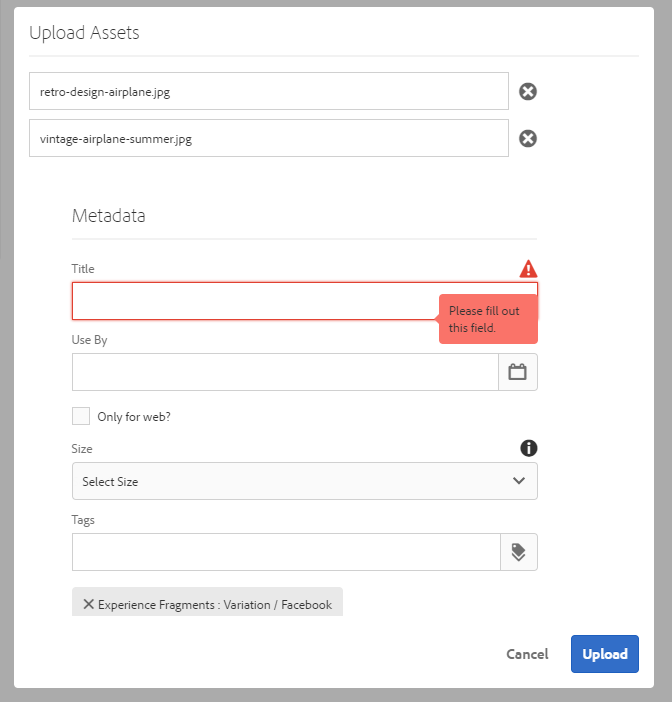 Upload Assets
retro-design-airplane.jpg
vintage-airplane-summer.jpg
Metadata
Title
Please fill out
this field.
Use By
Only for web?
Size
Select Size
Tags
Experience Fragments : Variation / Facebook
Cancel
Upload